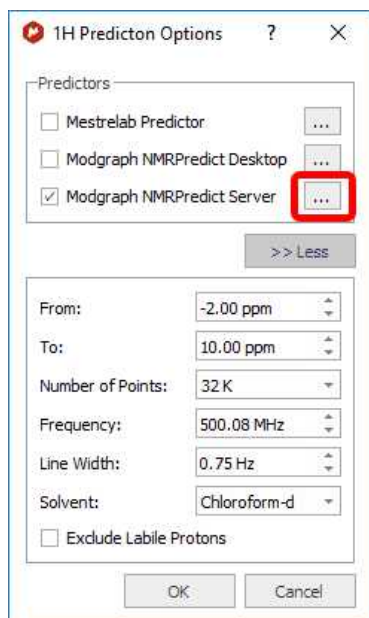 1H Predicton Options ? X
Predictors
Mestrelab Predictor ...
Modgraph NMRPredict Desktop ...
Modgraph NMRPredict Server ...
>> Less
From: -2.00 ppm
To: 10.00 ppm
Number of Points: 32 K
Frequency: 500.08 MHz
Line Width: 0.75 Hz
Solvent: Chloroform-d
Exclude Labile Protons
OK Cancel